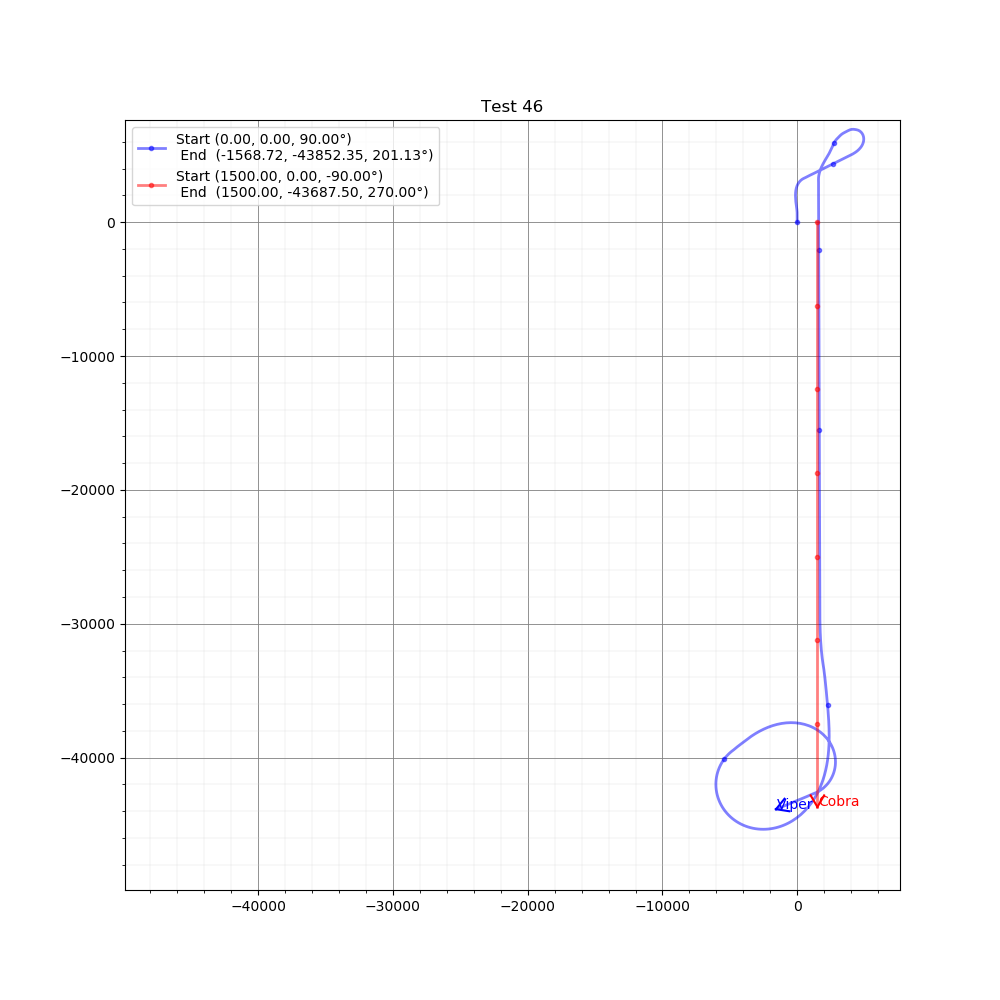 Test 46
Start (0.00, 0.00, 90.00°)
End  (-1568.72, -43852.35, 201.13°)
Start (1500.00, 0.00, -90.00°)
End  (1500.00, -43687.50, 270.00°)
0
−10000
−20000
−30000
−40000
Viper
Cobra
−40000 −30000 −20000 −10000 0